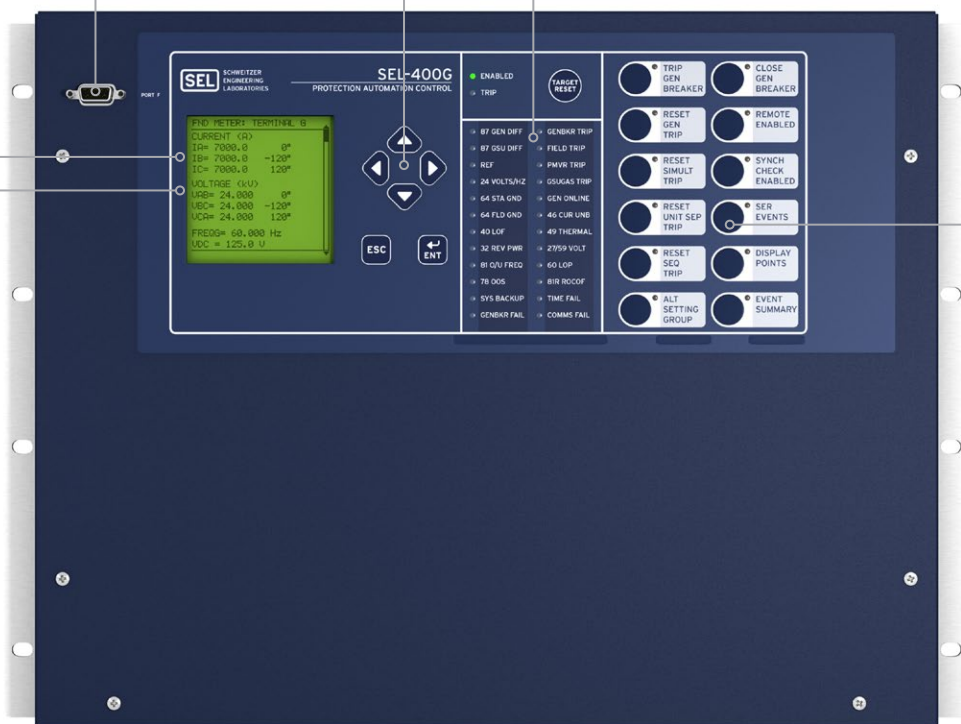 PORT F
SEL
SCHWEITZER
ENGINEERING
LABORATORIES
SEL-400G
PROTECTION AUTOMATION CONTROL
FND METER: TERMINAL G
CURRENT (A)
IA= 7000.0 0°
IB= 7000.0 -120°
IC= 7000.0 120°
VOLTAGE (kV)
VAB= 24.000 0°
VBC= 24.000 -120°
VCA= 24.000 120°
FREQG= 60.000 Hz
VDC = 125.0 V
ESC
ENT
ENABLED
TRIP
TARGET
RESET
87 GEN DIFF
87 GSU DIFF
REF
24 VOLTS/HZ
64 STA GND
64 FLD GND
40 LOF
32 REV PWR
81 O/U FREQ
78 OOS
SYS BACKUP
GENBKR FAIL
GENBKR TRIP
FIELD TRIP
PMVR TRIP
GSUGAS TRIP
GEN ONLINE
46 CUR UNB
49 THERMAL
27/59 VOLT
60 LOP
81R ROCOF
TIME FAIL
COMMS FAIL
TRIP
GEN
BREAKER
RESET
GEN
TRIP
RESET
SIMULT
TRIP
RESET
UNIT SEP
TRIP
RESET
SEQ
TRIP
ALT
SETTING
GROUP
CLOSE
GEN
BREAKER
REMOTE
ENABLED
SYNCH
CHECK
ENABLED
SER
EVENTS
DISPLAY
POINTS
EVENT
SUMMARY